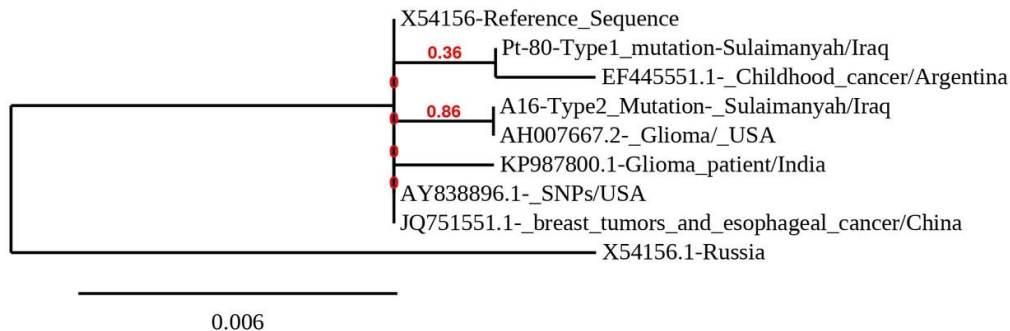 X54156-Reference_Sequence
Pt-80-Type1_mutation-Sulaimanyah/Iraq
0.36
EF445551.1-_Childhood_cancer/Argentina
0
A16-Type2_Mutation-_Sulaimanyah/Iraq
0.86
0
AH007667.2-_Glioma/_USA
0
KP987800.1-Glioma_patient/India
0
AY838896.1-_SNPs/USA
JQ751551.1-_breast_tumors_and_esophageal_cancer/China
X54156.1-Russia
0.006